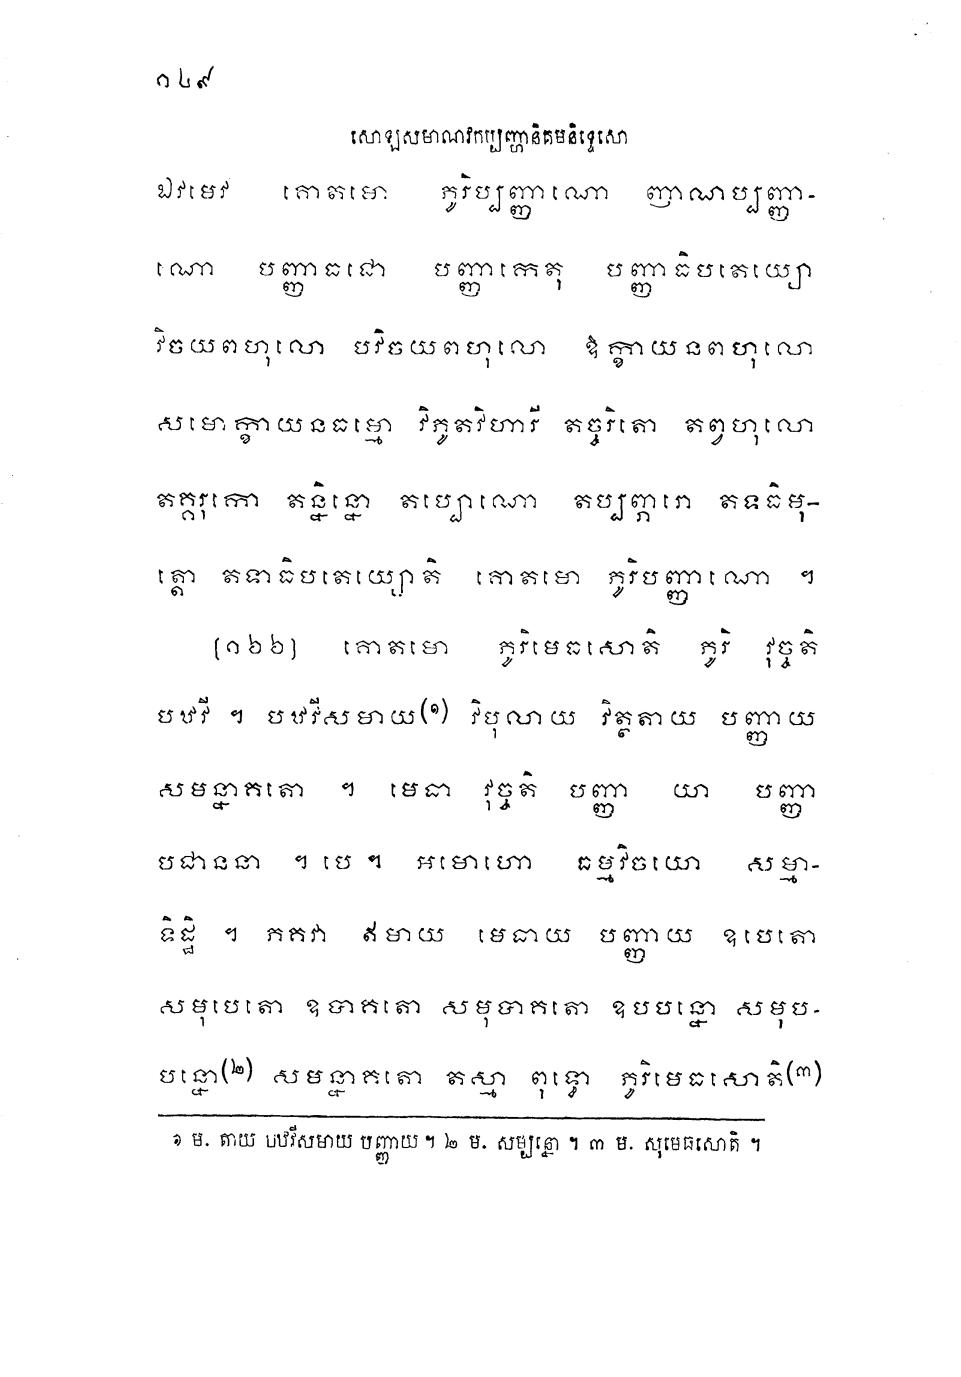 ១៤៩
សោឡសមាណវកប្បញ្ហានិគមនិទ្ទេសោ
ឯវមេវ គោតមោ ភូរិប្បញ្ញាណោ ញាណប្បញ្ញា-
ណោ បញ្ញាធជោ បញ្ញាកេតុ បញ្ញាធិបតេយ្យោ
វិចយពហុលោ បវិចយពហុលោ ឱក្ខាយនពហុលោ
សមោក្ខាយនធម្មោ វិភូតវិហារី តច្ចរិតោ តព្វហុលោ
តគ្គរុកោ តន្និន្នោ តប្បោណោ តប្បព្ភារោ តទធិមុ-
ត្តោ តទាធិបតេយ្យោតិ គោតមោ ភូរិបញ្ញាណោ ។
(១៦៦) គោតមោ ភូរិមេធសោតិ ភូរិ វុច្ចតិ
បឋវី ។ បឋវីសមាយ(១) វិបុលាយ វិត្ថតាយ បញ្ញាយ
សមន្នាគតោ ។ មេធា វុច្ចតិ បញ្ញា យា បញ្ញា
បជាននា ។ បេ ។ អមោហោ ធម្មវិចយោ សម្មា-
ទិដ្ឋិ ។ ភគវា ឥមាយ មេធាយ បញ្ញាយ ឧបេតោ
សមុបេតោ ឧទាគតោ សមុទាគតោ ឧបបន្នោ សមុប-
បន្នោ(២) សមន្នាគតោ តស្មា ពុទ្ធោ ភូរិមេធសោតិ(៣)
១ ម. តាយ បឋវីសមាយ បញ្ញាយ ។ ២ ម. សម្បន្នោ ។ ៣ ម. សុមេធសោតិ ។